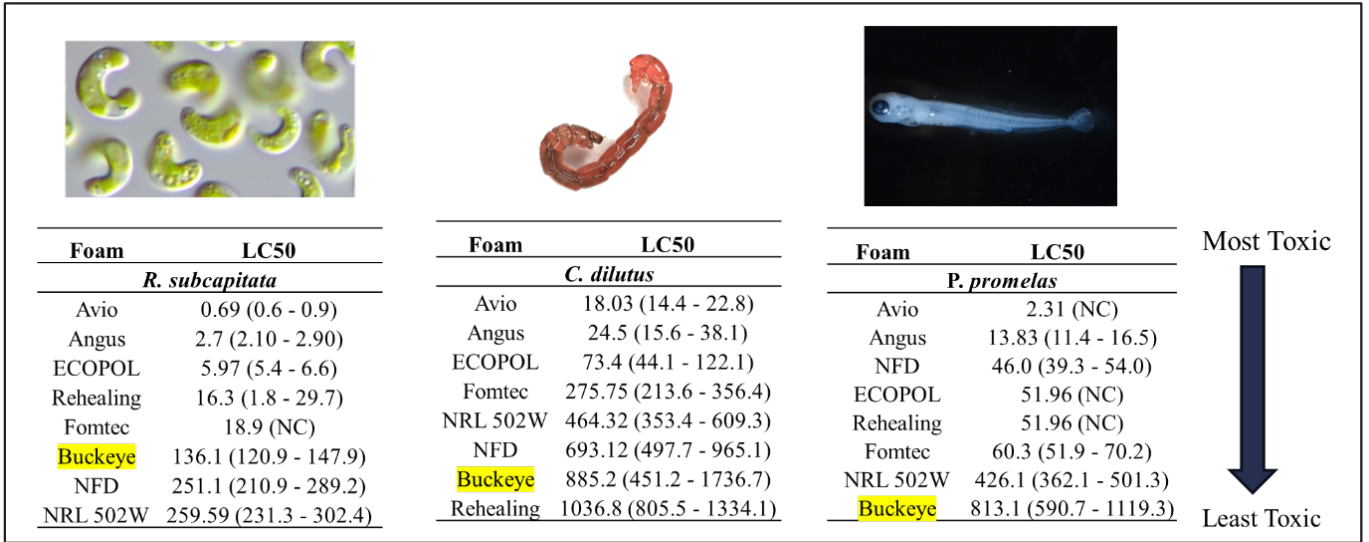 Foam LC50
R. subcapitata
Avio 0.69 (0.6 - 0.9)
Angus 2.7 (2.10 - 2.90)
ECOPOL 5.97 (5.4 - 6.6)
Rehealing 16.3 (1.8 - 29.7)
Fomtec 18.9 (NC)
Buckeye 136.1 (120.9 - 147.9)
NFD 251.1 (210.9 - 289.2)
NRL 502W 259.59 (231.3 - 302.4)
Foam LC50
C. dilutus
Avio 18.03 (14.4 - 22.8)
Angus 24.5 (15.6 - 38.1)
ECOPOL 73.4 (44.1 - 122.1)
Fomtec 275.75 (213.6 - 356.4)
NRL 502W 464.32 (353.4 - 609.3)
NFD 693.12 (497.7 - 965.1)
Buckeye 885.2 (451.2 - 1736.7)
Rehealing 1036.8 (805.5 - 1334.1)
Foam LC50
P. promelas
Avio 2.31 (NC)
Angus 13.83 (11.4 - 16.5)
NFD 46.0 (39.3 - 54.0)
ECOPOL 51.96 (NC)
Rehealing 51.96 (NC)
Fomtec 60.3 (51.9 - 70.2)
NRL 502W 426.1 (362.1 - 501.3)
Buckeye 813.1 (590.7 - 1119.3)
Most Toxic
Least Toxic